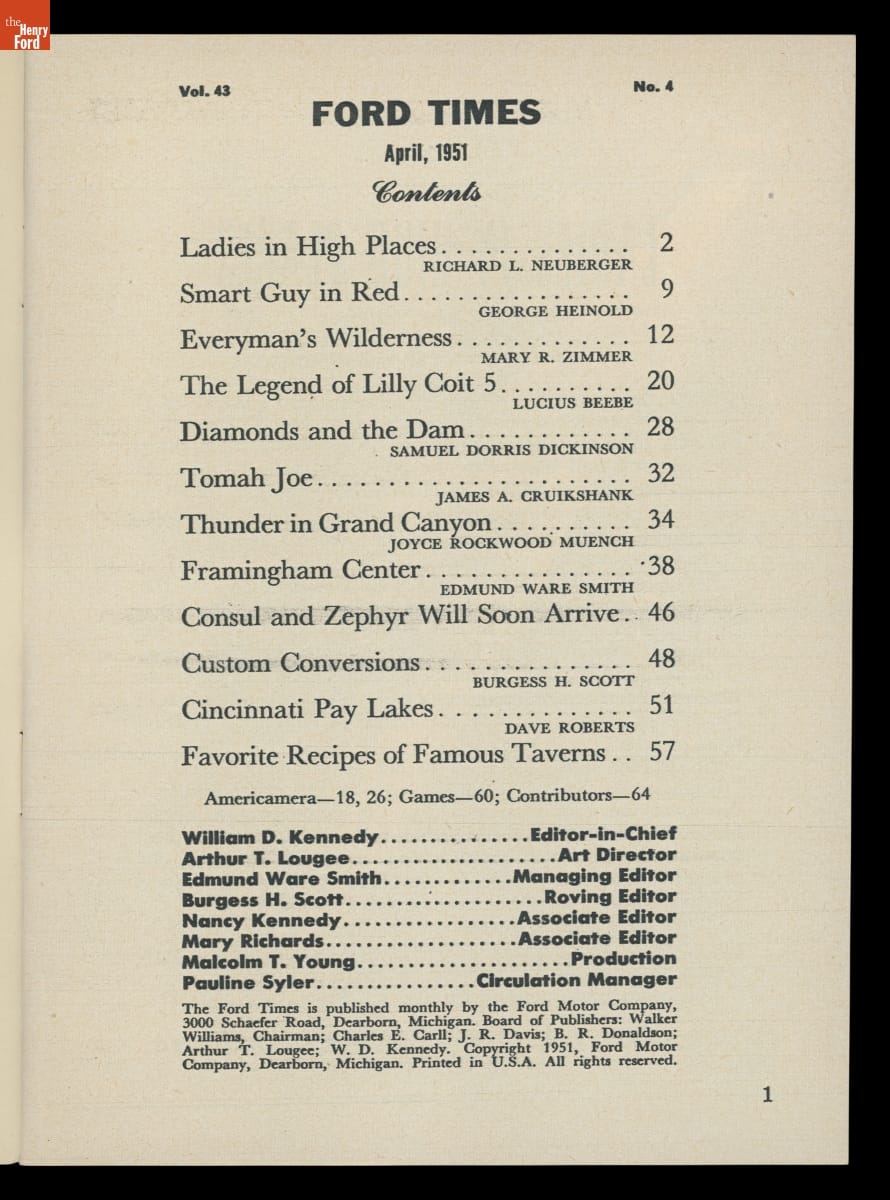 the
Henry
Ford
Vol. 43
No. 4
FORD TIMES
April, 1951
Contents
Ladies in High Places.............. 2
RICHARD L. NEUBERGER
Smart Guy in Red................. 9
GEORGE HEINOLD
Everyman's Wilderness............. 12
MARY R. ZIMMER
The Legend of Lilly Coit 5.......... 20
LUCIUS BEEBE
Diamonds and the Dam............ 28
SAMUEL DORRIS DICKINSON
Tomah Joe...................... 32
JAMES A. CRUIKSHANK
Thunder in Grand Canyon.......... 34
JOYCE ROCKWOOD MUENCH
Framingham Center............... 38
EDMUND WARE SMITH
Consul and Zephyr Will Soon Arrive.. 46
Custom Conversions............... 48
BURGESS H. SCOTT
Cincinnati Pay Lakes.............. 51
DAVE ROBERTS
Favorite Recipes of Famous Taverns.. 57
Americamera—18, 26; Games—60; Contributors—64
William D. Kennedy..............Editor-in-Chief
Arthur T. Lougee....................Art Director
Edmund Ware Smith............Managing Editor
Burgess H. Scott...................Roving Editor
Nancy Kennedy................Associate Editor
Mary Richards..................Associate Editor
Malcolm T. Young.....................Production
Pauline Syler...............Circulation Manager
The Ford Times is published monthly by the Ford Motor Company,
3000 Schaefer Road, Dearborn, Michigan. Board of Publishers: Walker
Williams, Chairman; Charles E. Carll; J. R. Davis; B. R. Donaldson;
Arthur T. Lougee; W. D. Kennedy. Copyright 1951, Ford Motor
Company, Dearborn, Michigan. Printed in U.S.A. All rights reserved.
1